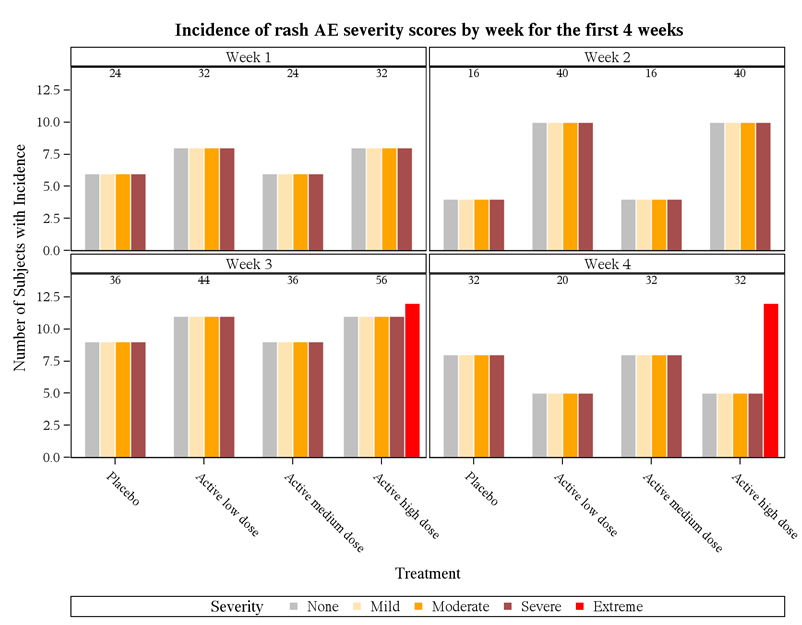 Incidence of rash AE severity scores by week for the first 4 weeks
Week 1
Week 2
24 32 24 32
16 40 16 40
12.5
10.0
7.5
5.0
2.5
0.0
Number of Subjects with Incidence
Week 3
Week 4
36 44 36 56
32 20 32 32
12.5
10.0
7.5
5.0
2.5
0.0
Placebo
Active low dose
Active medium dose
Active high dose
Placebo
Active low dose
Active medium dose
Active high dose
Treatment
Severity None Mild Moderate Severe Extreme